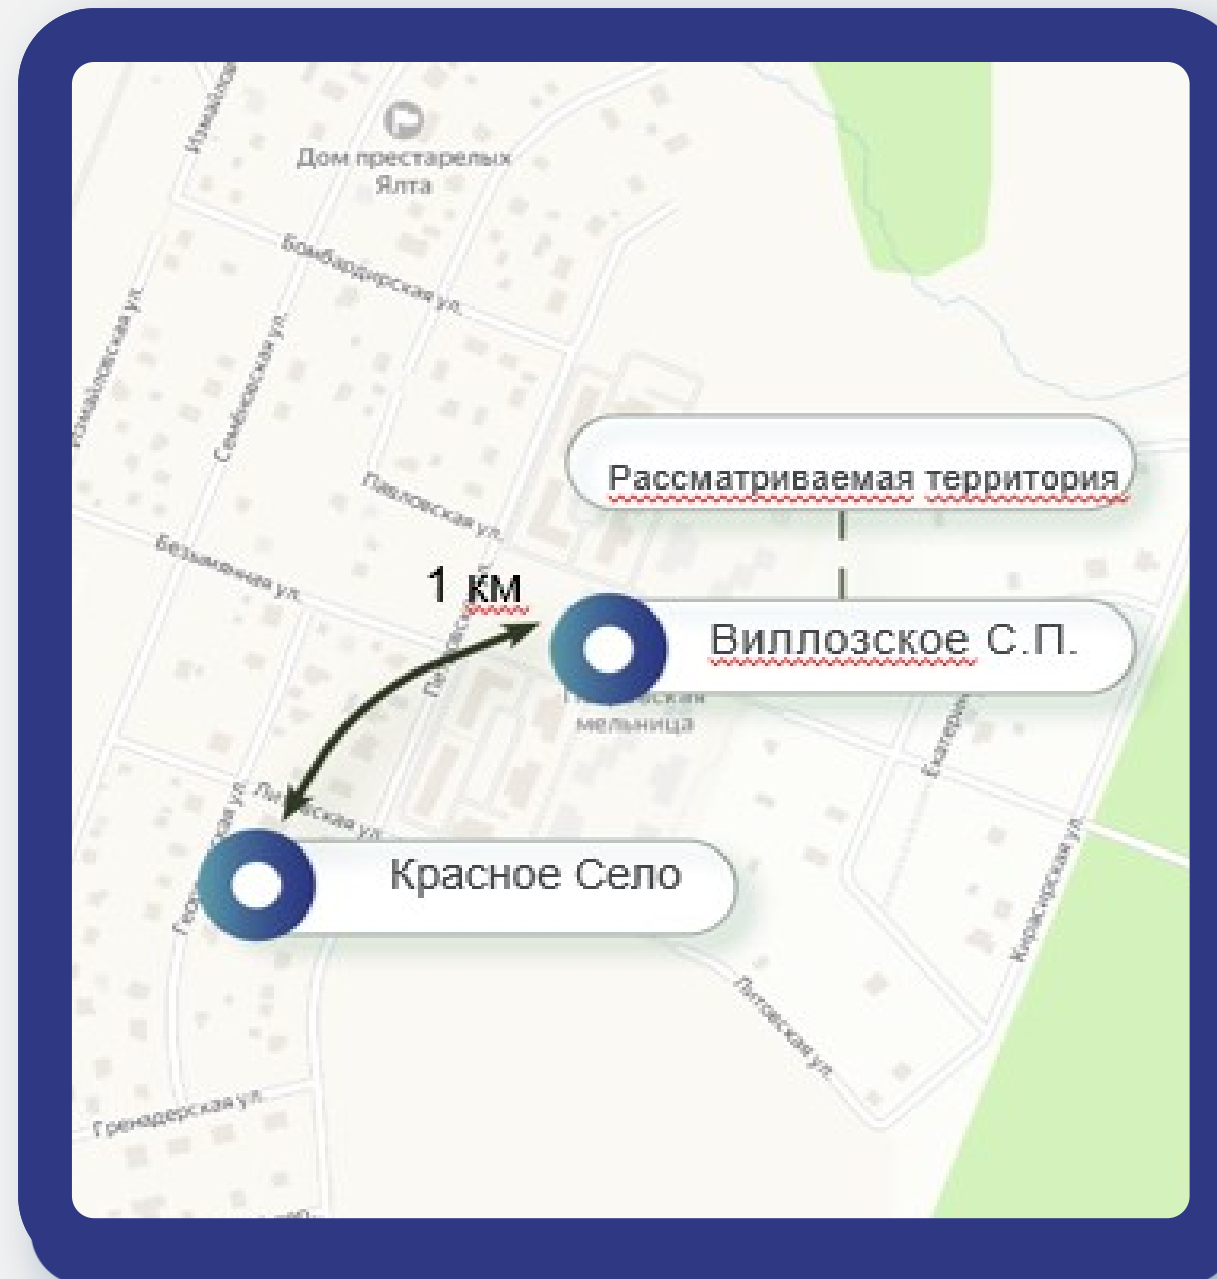 Дом престарелых
Ялта
Бомбардирская ул.
Измайловская ул.
Семёновская ул.
Павловская ул.
Рассматриваемая территория
Безымянная ул.
1 км
Виллозское С.П.
мельница
Красное Село
Кирасирская ул.
Литовская ул.
Гренадерская ул.